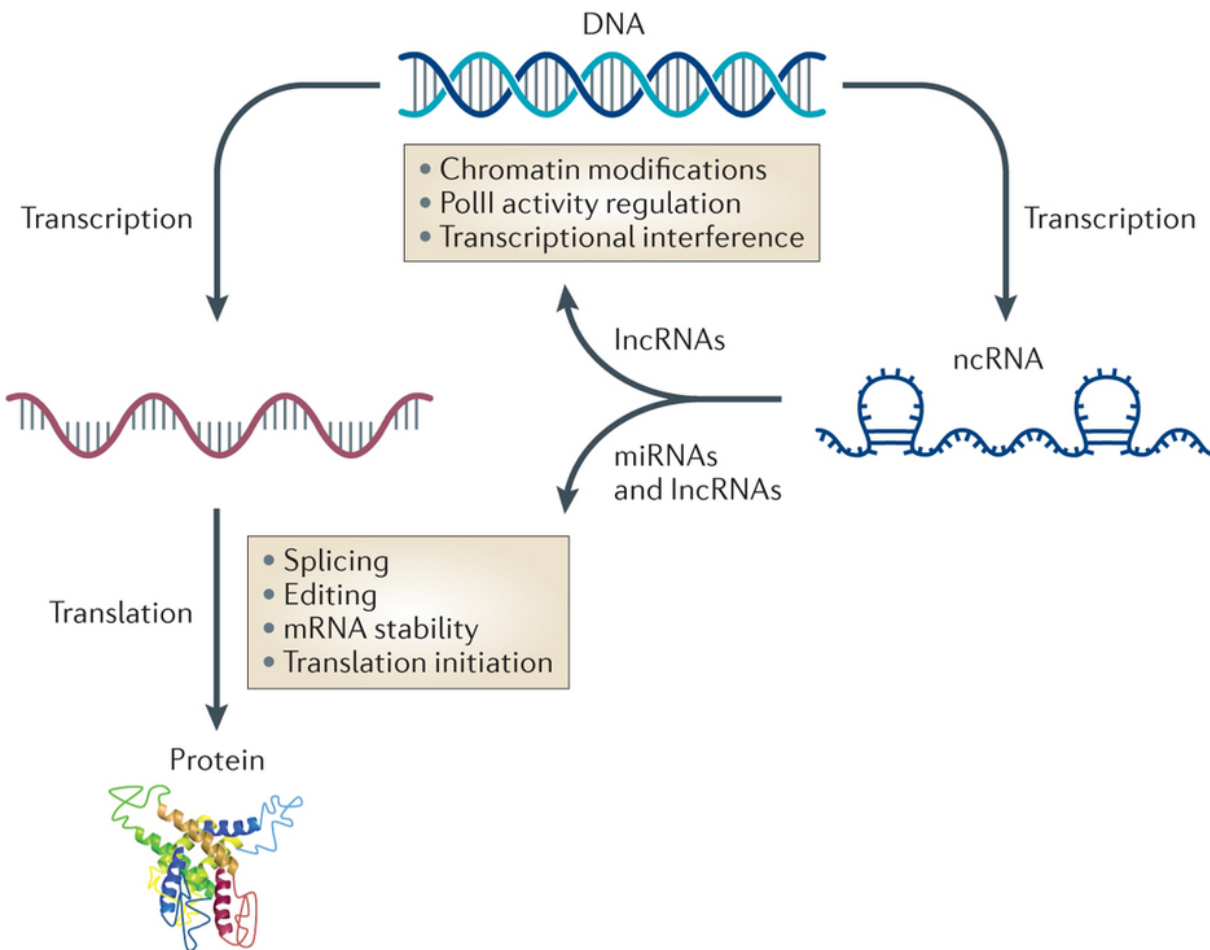 DNA
• Chromatin modifications
• PolII activity regulation
• Transcriptional interference
Transcription
Transcription
lncRNAs
ncRNA
miRNAs
and lncRNAs
• Splicing
• Editing
• mRNA stability
• Translation initiation
Translation
Protein